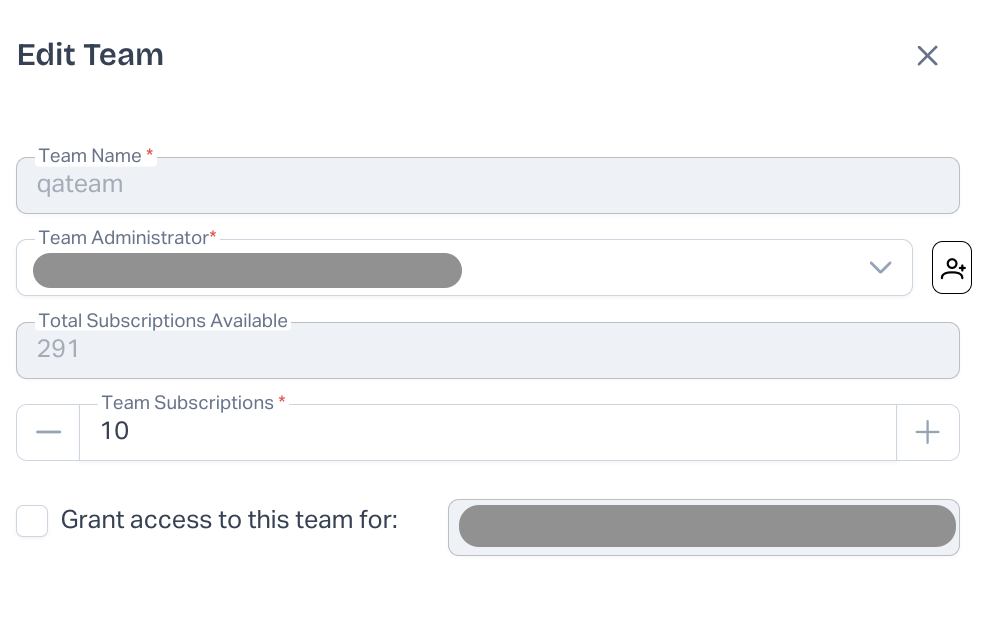 Edit Team
Team Name *
qateam
Team Administrator*
Total Subscriptions Available
291
Team Subscriptions *
10
Grant access to this team for: